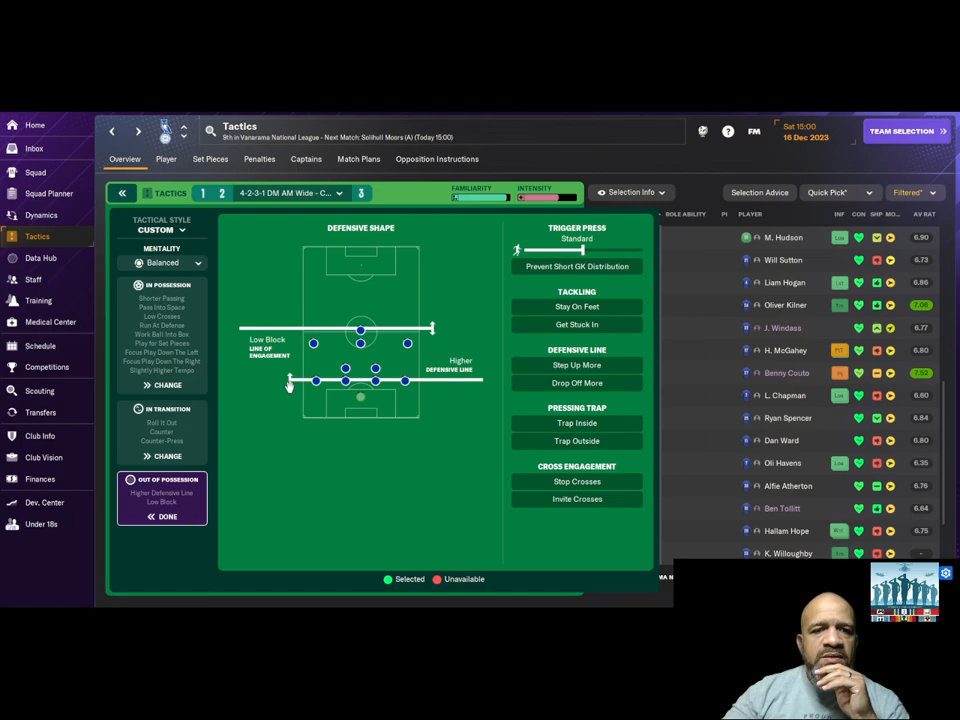 Home
Inbox
Squad
Squad Planner
Dynamics
Tactics
Data Hub
Staff
Training
Medical Center
Schedule
Competitions
Scouting
Transfers
Club Info
Club Vision
Finances
Dev. Center
Under 18s
Tactics
9th in Vanarama National League - Next Match: Solihull Moors (A) (Today 15:00)
FM
Sat 15:00
16 Dec 2023
TEAM SELECTION
Overview
Player
Set Pieces
Penalties
Captains
Match Plans
Opposition Instructions
TACTICS
1
2
4-2-3-1 DM AM Wide - C...
3
FAMILIARITY
INTENSITY
Selection Info
Selection Advice
Quick Pick*
Filtered*
TACTICAL STYLE
CUSTOM
MENTALITY
Balanced
IN POSSESSION
Shorter Passing
Pass Into Space
Low Crosses
Run At Defense
Work Ball Into Box
Play for Set Pieces
Focus Play Down The Left
Focus Play Down The Right
Slightly Higher Tempo
CHANGE
IN TRANSITION
Roll It Out
Counter
Counter-Press
CHANGE
OUT OF POSSESSION
Higher Defensive Line
Low Block
DONE
DEFENSIVE SHAPE
Low Block
LINE OF
ENGAGEMENT
Higher
DEFENSIVE LINE
Selected
Unavailable
TRIGGER PRESS
Standard
Prevent Short GK Distribution
TACKLING
Stay On Feet
Get Stuck In
DEFENSIVE LINE
Step Up More
Drop Off More
PRESSING TRAP
Trap Inside
Trap Outside
CROSS ENGAGEMENT
Stop Crosses
Invite Crosses
ROLE ABILITY PI PLAYER INF CON SHP MO... AV RAT
M. Hudson 6.90
Will Sutton 6.73
Liam Hogan 6.86
Oliver Kilner 7.06
J. Windass 6.77
H. McGahey 6.80
Benny Couto 7.52
L. Chapman 6.60
Ryan Spencer 6.84
Dan Ward 6.80
Oli Havens 6.35
Alfie Atherton 6.76
Ben Tollitt 6.64
Hallam Hope 6.75
K. Willoughby -